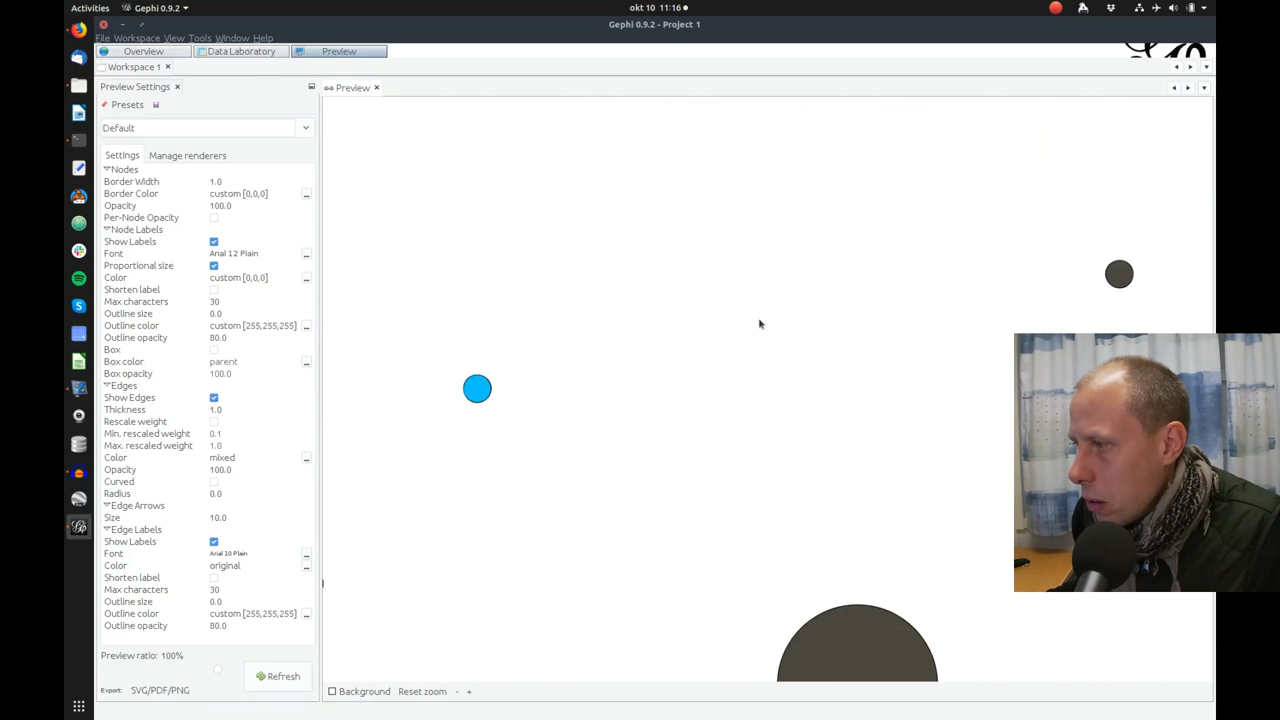 Activities Gephi 0.9.2 okt 10 11:16
Gephi 0.9.2 - Project 1
File Workspace View Tools Window Help
Overview Data Laboratory Preview
Workspace 1
Preview Settings
Preview
Presets
Default
Settings Manage renderers
Nodes
Border Width 1.0
Border Color custom [0,0,0] ...
Opacity 100.0
Per-Node Opacity
Node Labels
Show Labels
Font Arial 12 Plain ...
Proportional size
Color custom [0,0,0] ...
Shorten label
Max characters 30
Outline size 0.0
Outline color custom [255,255,255] ...
Outline opacity 80.0
Box
Box color parent ...
Box opacity 100.0
Edges
Show Edges
Thickness 1.0
Rescale weight
Min. rescaled weight 0.1
Max. rescaled weight 1.0
Color mixed ...
Opacity 100.0
Curved
Radius 0.0
Edge Arrows
Size 10.0
Edge Labels
Show Labels
Font Arial 10 Plain ...
Color original ...
Shorten label
Max characters 30
Outline size 0.0
Outline color custom [255,255,255] ...
Outline opacity 80.0
Preview ratio: 100%
Refresh
Export: SVG/PDF/PNG
Background Reset zoom - +